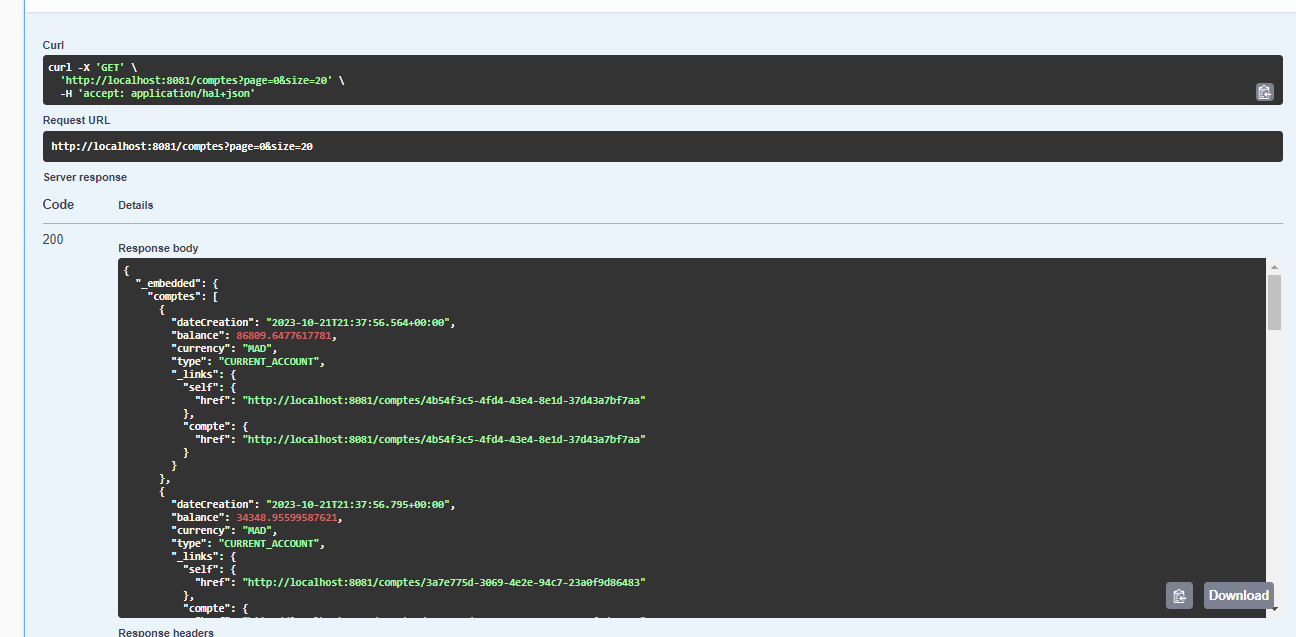 Curl
curl -X 'GET' \
'http://localhost:8081/comptes?page=0&size=20' \
-H 'accept: application/hal+json'
Request URL
http://localhost:8081/comptes?page=0&size=20
Server response
Code Details
200
Response body
{
"_embedded": {
"comptes": [
{
"dateCreation": "2023-10-21T21:37:56.564+00:00",
"balance": 86809.6477617781,
"currency": "MAD",
"type": "CURRENT_ACCOUNT",
"_links": {
"self": {
"href": "http://localhost:8081/comptes/4b54f3c5-4fd4-43e4-8e1d-37d43a7bf7aa"
},
"compte": {
"href": "http://localhost:8081/comptes/4b54f3c5-4fd4-43e4-8e1d-37d43a7bf7aa"
}
}
},
{
"dateCreation": "2023-10-21T21:37:56.795+00:00",
"balance": 34348.95599587621,
"currency": "MAD",
"type": "CURRENT_ACCOUNT",
"_links": {
"self": {
"href": "http://localhost:8081/comptes/3a7e775d-3069-4e2e-94c7-23a0f9d86483"
},
"compte": {
Download
Response headers